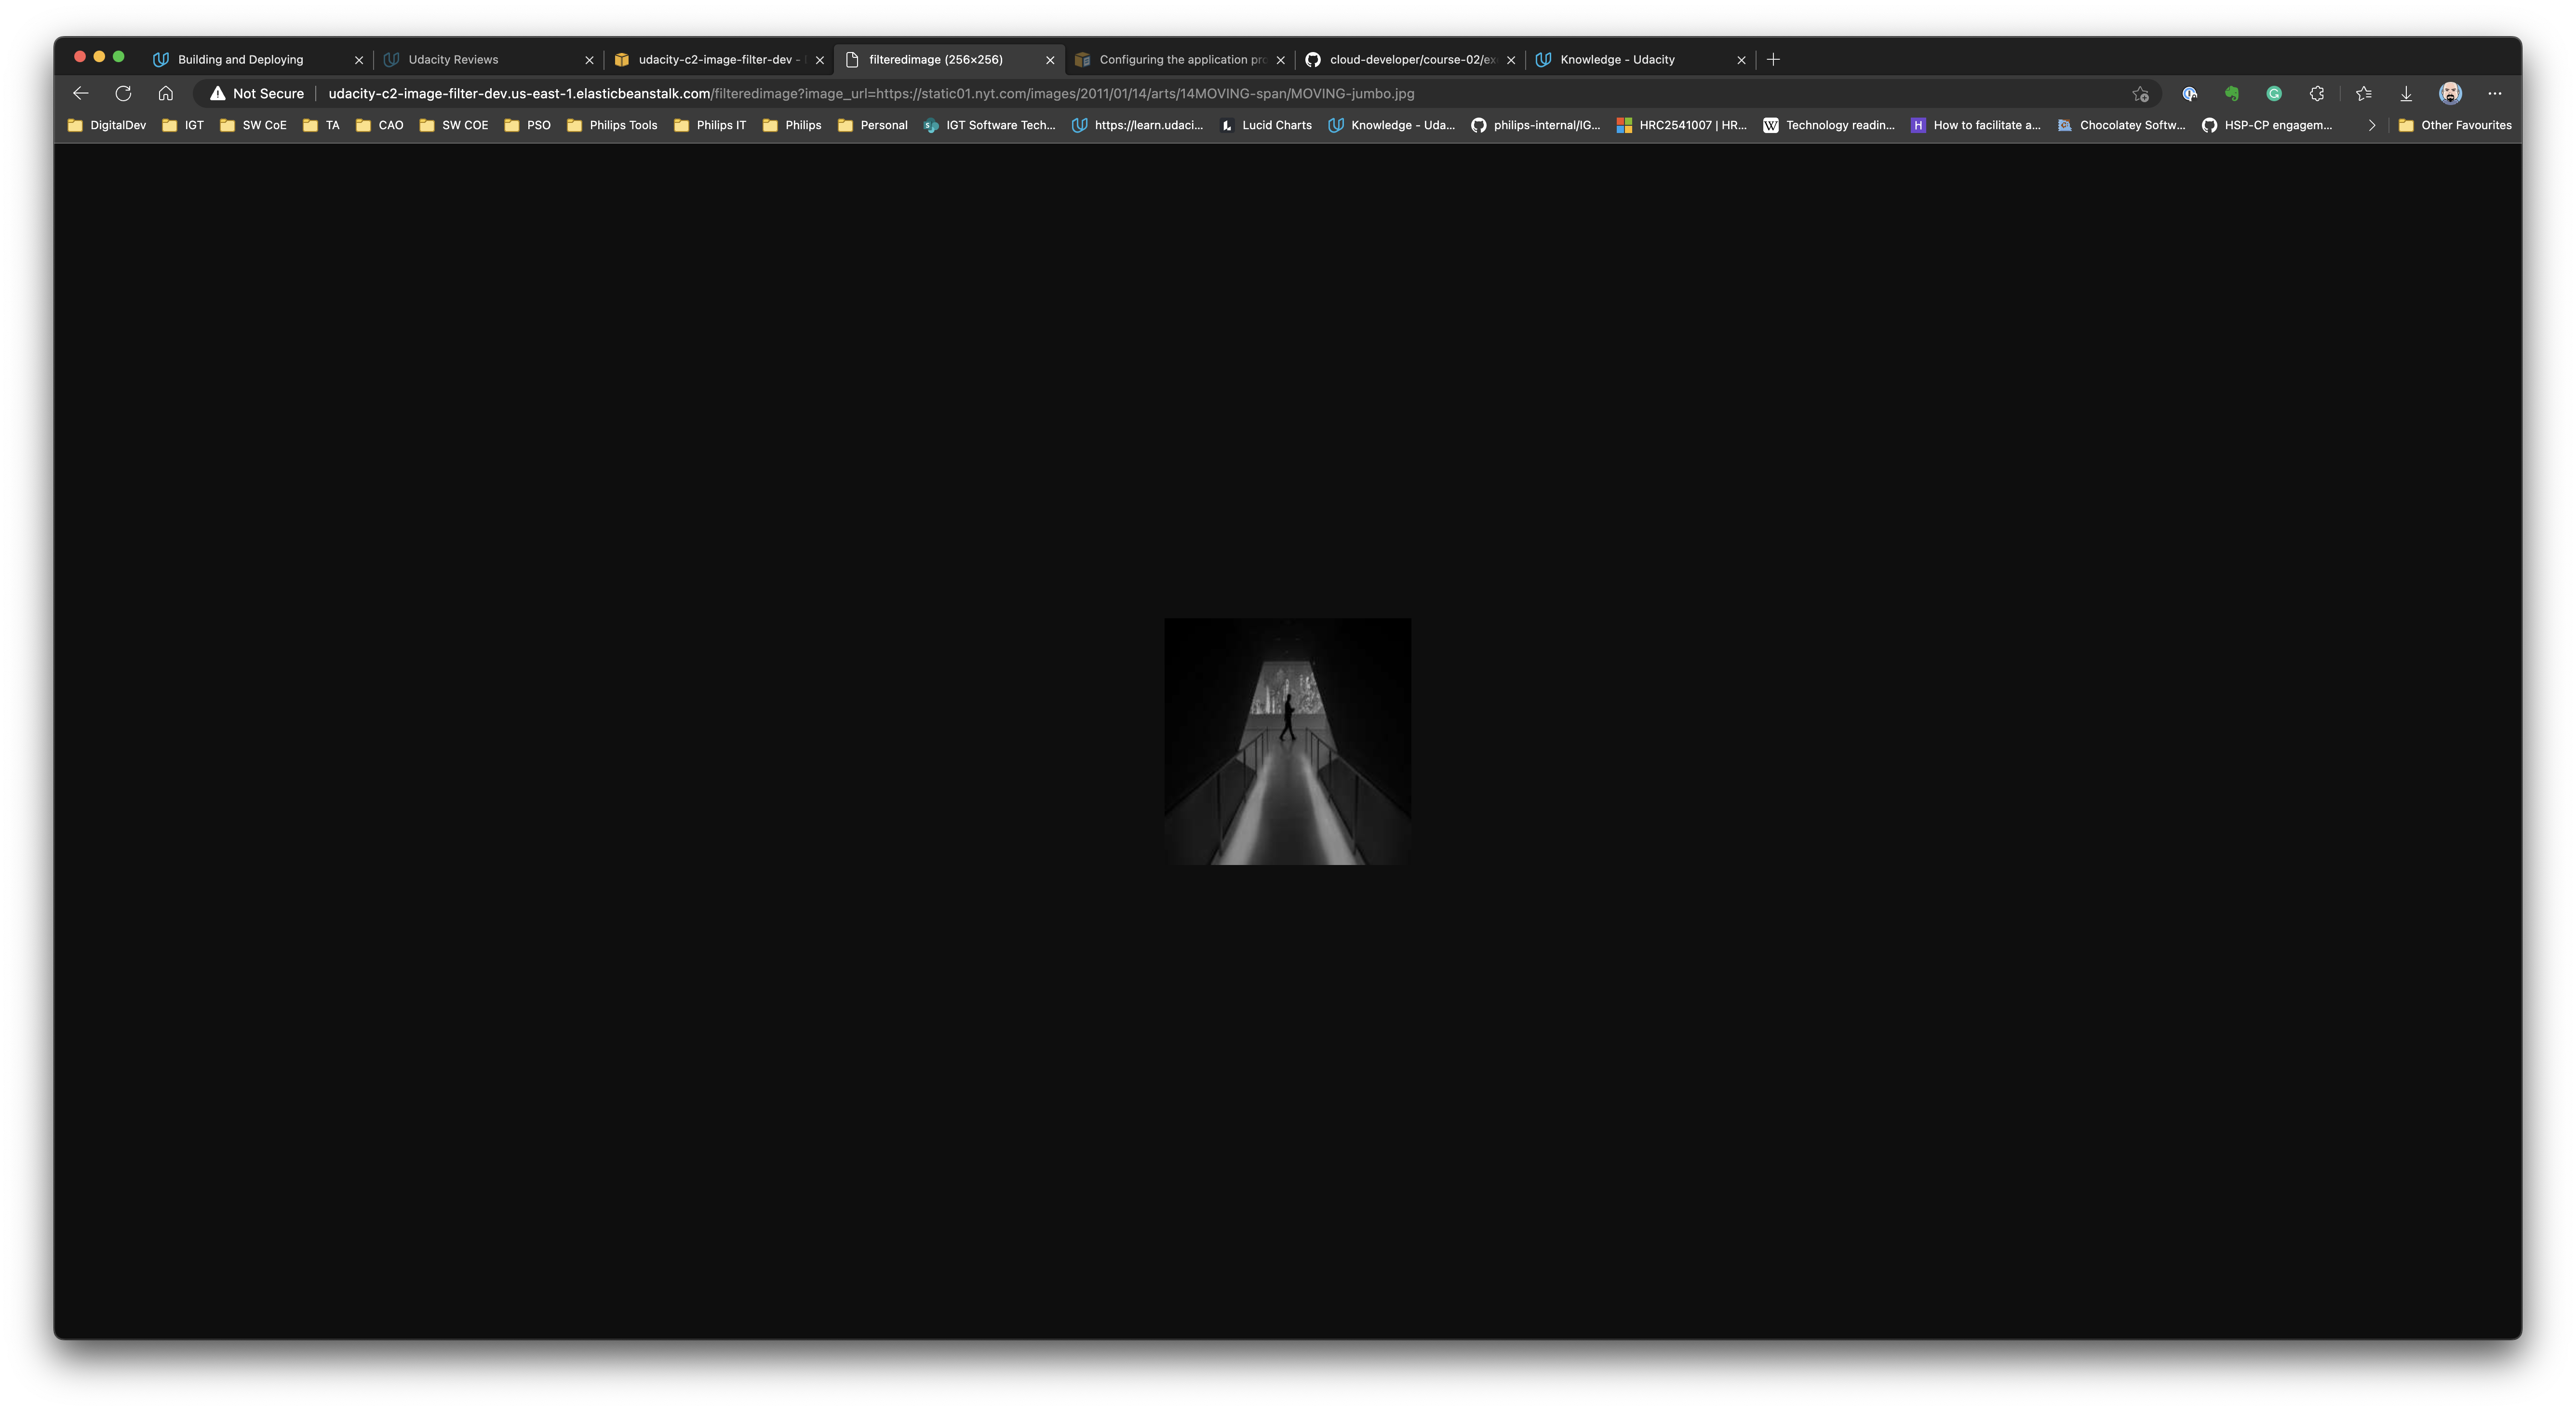 Building and Deploying
Udacity Reviews
udacity-c2-image-filter-dev -
filteredimage (256×256)
Configuring the application pro
cloud-developer/course-02/ex
Knowledge - Udacity
Not Secure
udacity-c2-image-filter-dev.us-east-1.elasticbeanstalk.com/filteredimage?image_url=https://static01.nyt.com/images/2011/01/14/arts/14MOVING-span/MOVING-jumbo.jpg
DigitalDev
IGT
SW CoE
TA
CAO
SW COE
PSO
Philips Tools
Philips IT
Philips
Personal
IGT Software Tech...
https://learn.udaci...
Lucid Charts
Knowledge - Uda...
philips-internal/IG...
HRC2541007 | HR...
Technology readin...
How to facilitate a...
Chocolatey Softw...
HSP-CP engagem...
Other Favourites